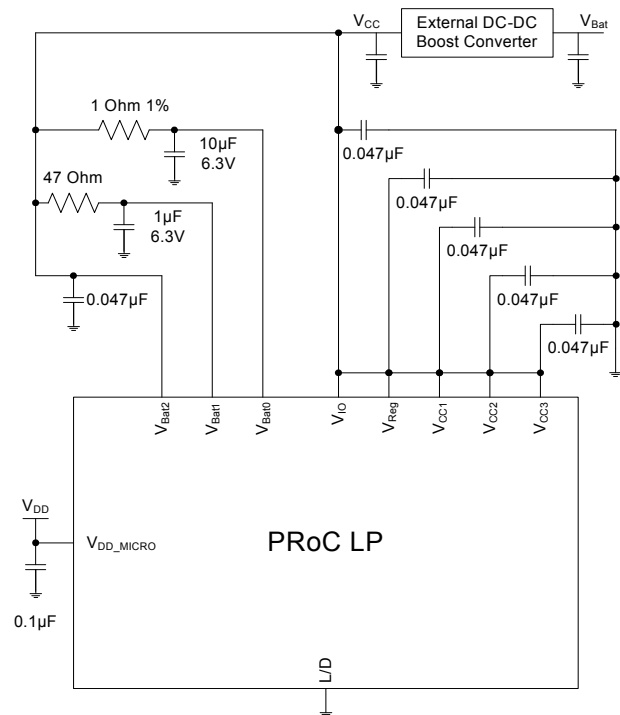 VCC
External DC-DC
Boost Converter
VBat
1 Ohm 1%
10µF
6.3V
0.047µF
47 Ohm
1µF
6.3V
0.047µF
0.047µF
0.047µF
0.047µF
0.047µF
VBat2
VBat1
VBat0
VIO
VReg
VCC1
VCC2
VCC3
VDD
VDD_MICRO
PRoC LP
0.1µF
L/D